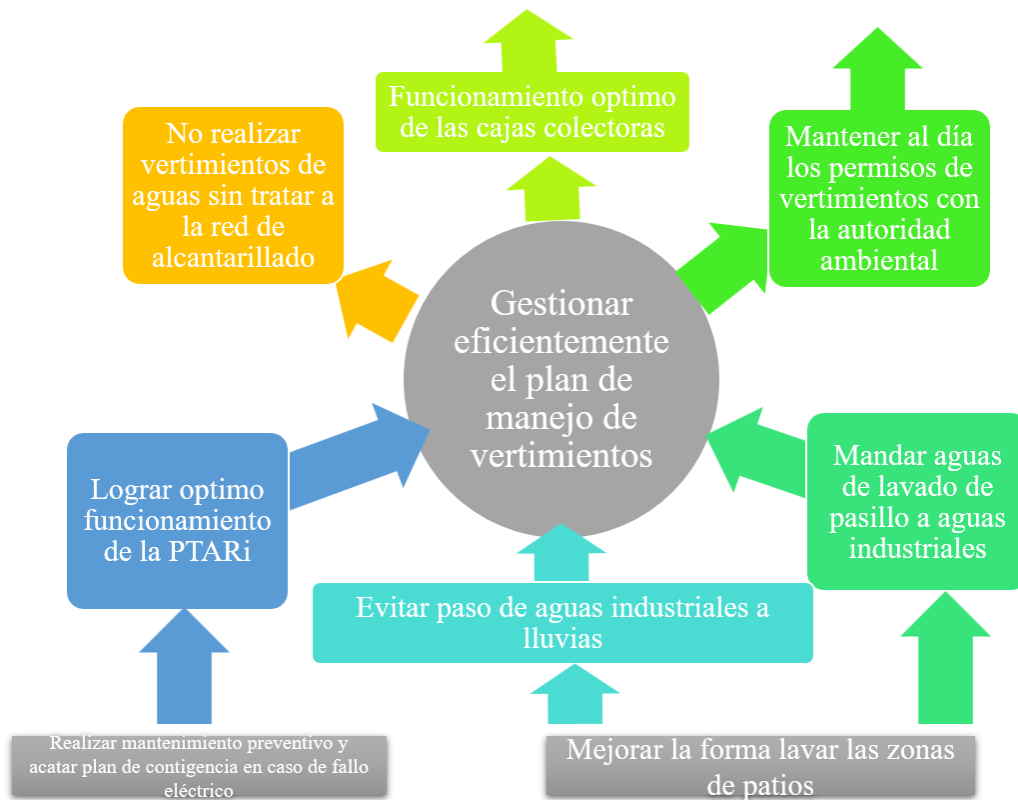 Funcionamiento optimo
de las cajas colectoras
No realizar
vertimientos de
aguas sin tratar a
la red de
alcantarillado
Mantener al día
los permisos de
vertimientos con
la autoridad
ambiental
Gestionar
eficientemente
el plan de
manejo de
vertimientos
Lograr optimo
funcionamiento
de la PTARi
Mandar aguas
de lavado de
pasillo a aguas
industriales
Evitar paso de aguas industriales a
lluvias
Realizar mantenimiento preventivo y
acatar plan de contigencia en caso de fallo
eléctrico
Mejorar la forma lavar las zonas
de patios